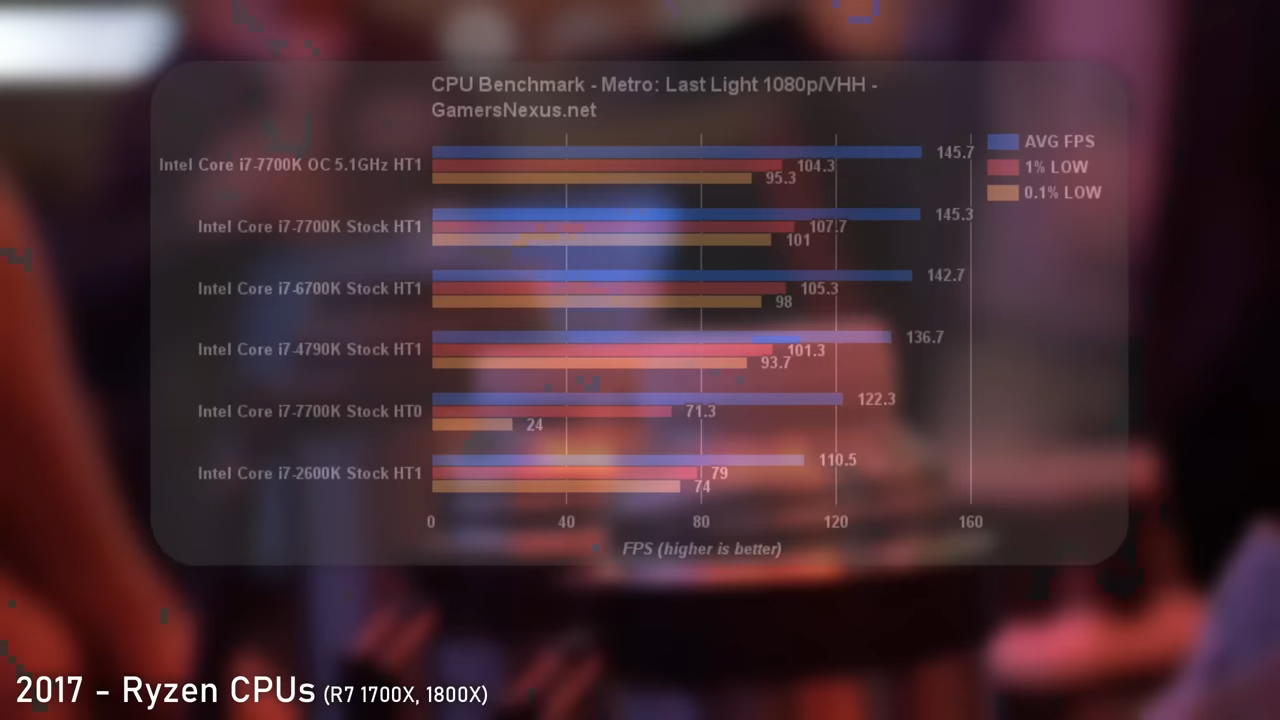 CPU Benchmark - Metro: Last Light 1080p/VHH -
GamersNexus.net
AVG FPS
1% LOW
0.1% LOW
Intel Core i7-7700K OC 5.1GHz HT1
145.7
104.3
95.3
Intel Core i7-7700K Stock HT1
145.3
107.7
101
Intel Core i7-6700K Stock HT1
142.7
105.3
98
Intel Core i7-4790K Stock HT1
136.7
101.3
93.7
Intel Core i7-7700K Stock HT0
122.3
71.3
24
Intel Core i7-2600K Stock HT1
110.5
79
74
0 40 80 120 160
FPS (higher is better)
2017 - Ryzen CPUs (R7 1700X, 1800X)